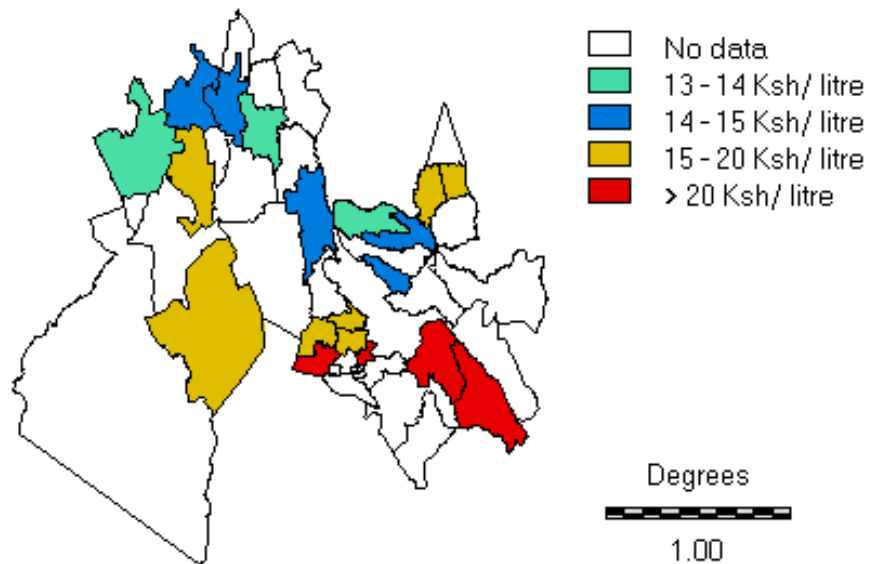 No data
13 - 14 Ksh/ litre
14 - 15 Ksh/ litre
15 - 20 Ksh/ litre
> 20 Ksh/ litre
Degrees
1.00